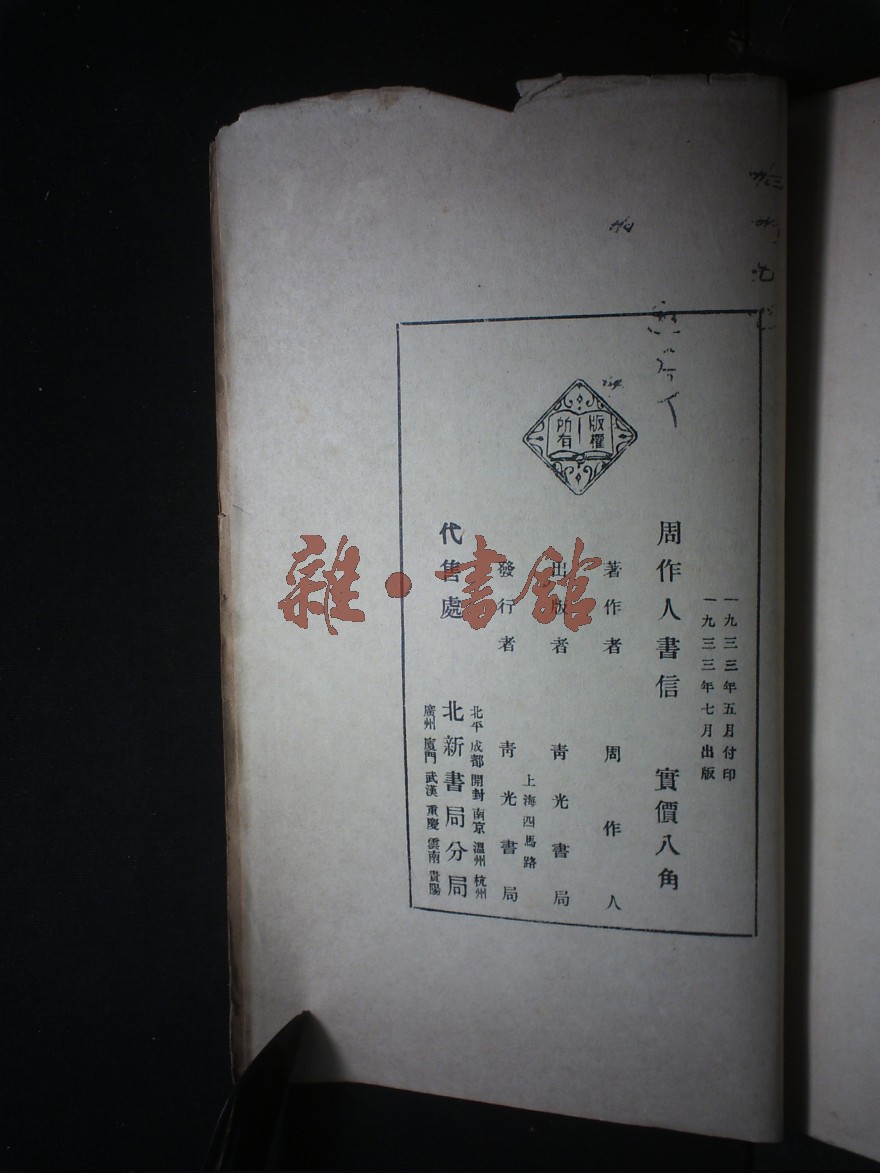 版權所有
一九三三年五月付印
一九三三年七月出版
周作人書信 實價八角
著作者 周作人
出版者 青光書局
上海四馬路
發行者 青光書局
北平 成都 開封 南京 溫州 杭州
代售處 北新書局分局
廣州 廈門 武漢 重慶 雲南 貴陽
雜·書館